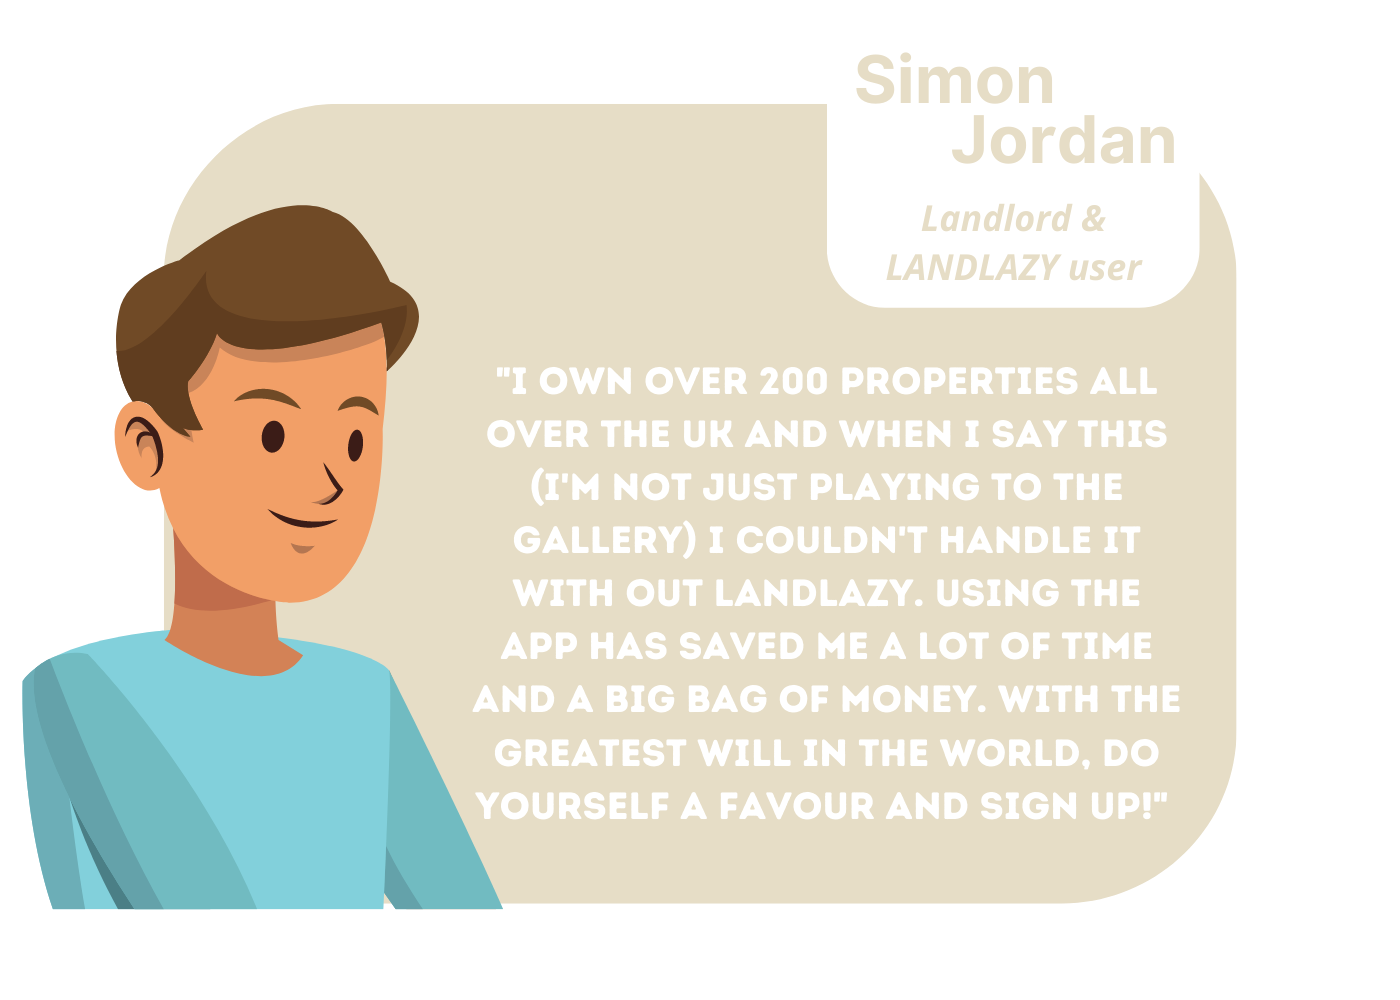 Simon
Jordan
Landlord &
LANDLAZY user
"I OWN OVER 200 PROPERTIES ALL
OVER THE UK AND WHEN I SAY THIS
(I'M NOT JUST PLAYING TO THE
GALLERY) I COULDN'T HANDLE IT
WITH OUT LANDLAZY. USING THE
APP HAS SAVED ME A LOT OF TIME
AND A BIG BAG OF MONEY. WITH THE
GREATEST WILL IN THE WORLD, DO
YOURSELF A FAVOUR AND SIGN UP!"